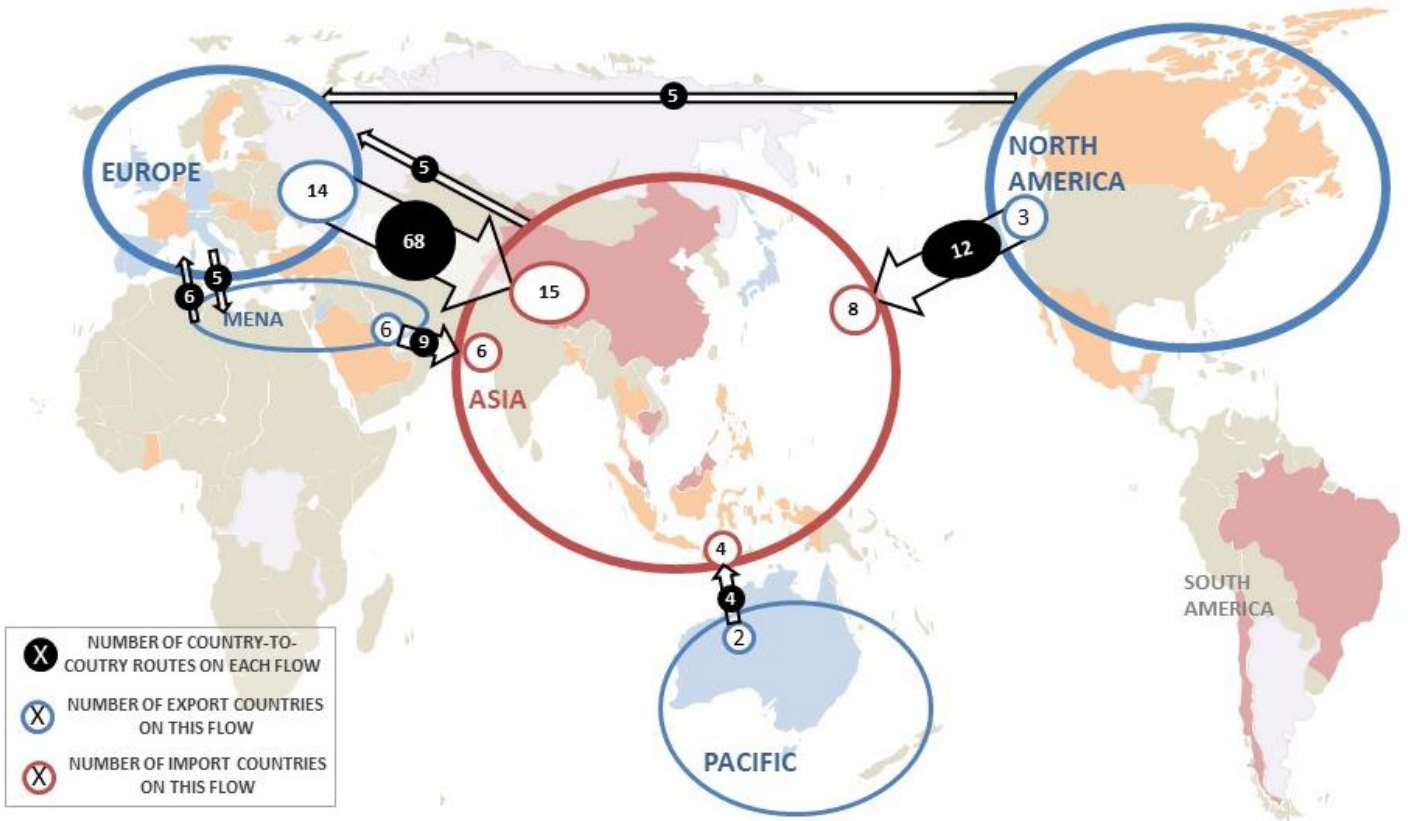 5
EUROPE
NORTH
AMERICA
5
14
3
68
12
5
15
6
8
MENA
6
9
6
ASIA
4
4
2
SOUTH
AMERICA
PACIFIC
X
NUMBER OF COUNTRY-TO-
COUTRY ROUTES ON EACH FLOW
X
NUMBER OF EXPORT COUNTRIES
ON THIS FLOW
X
NUMBER OF IMPORT COUNTRIES
ON THIS FLOW